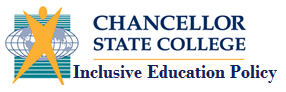 CHANCELLOR
STATE COLLEGE
Inclusive Education Policy